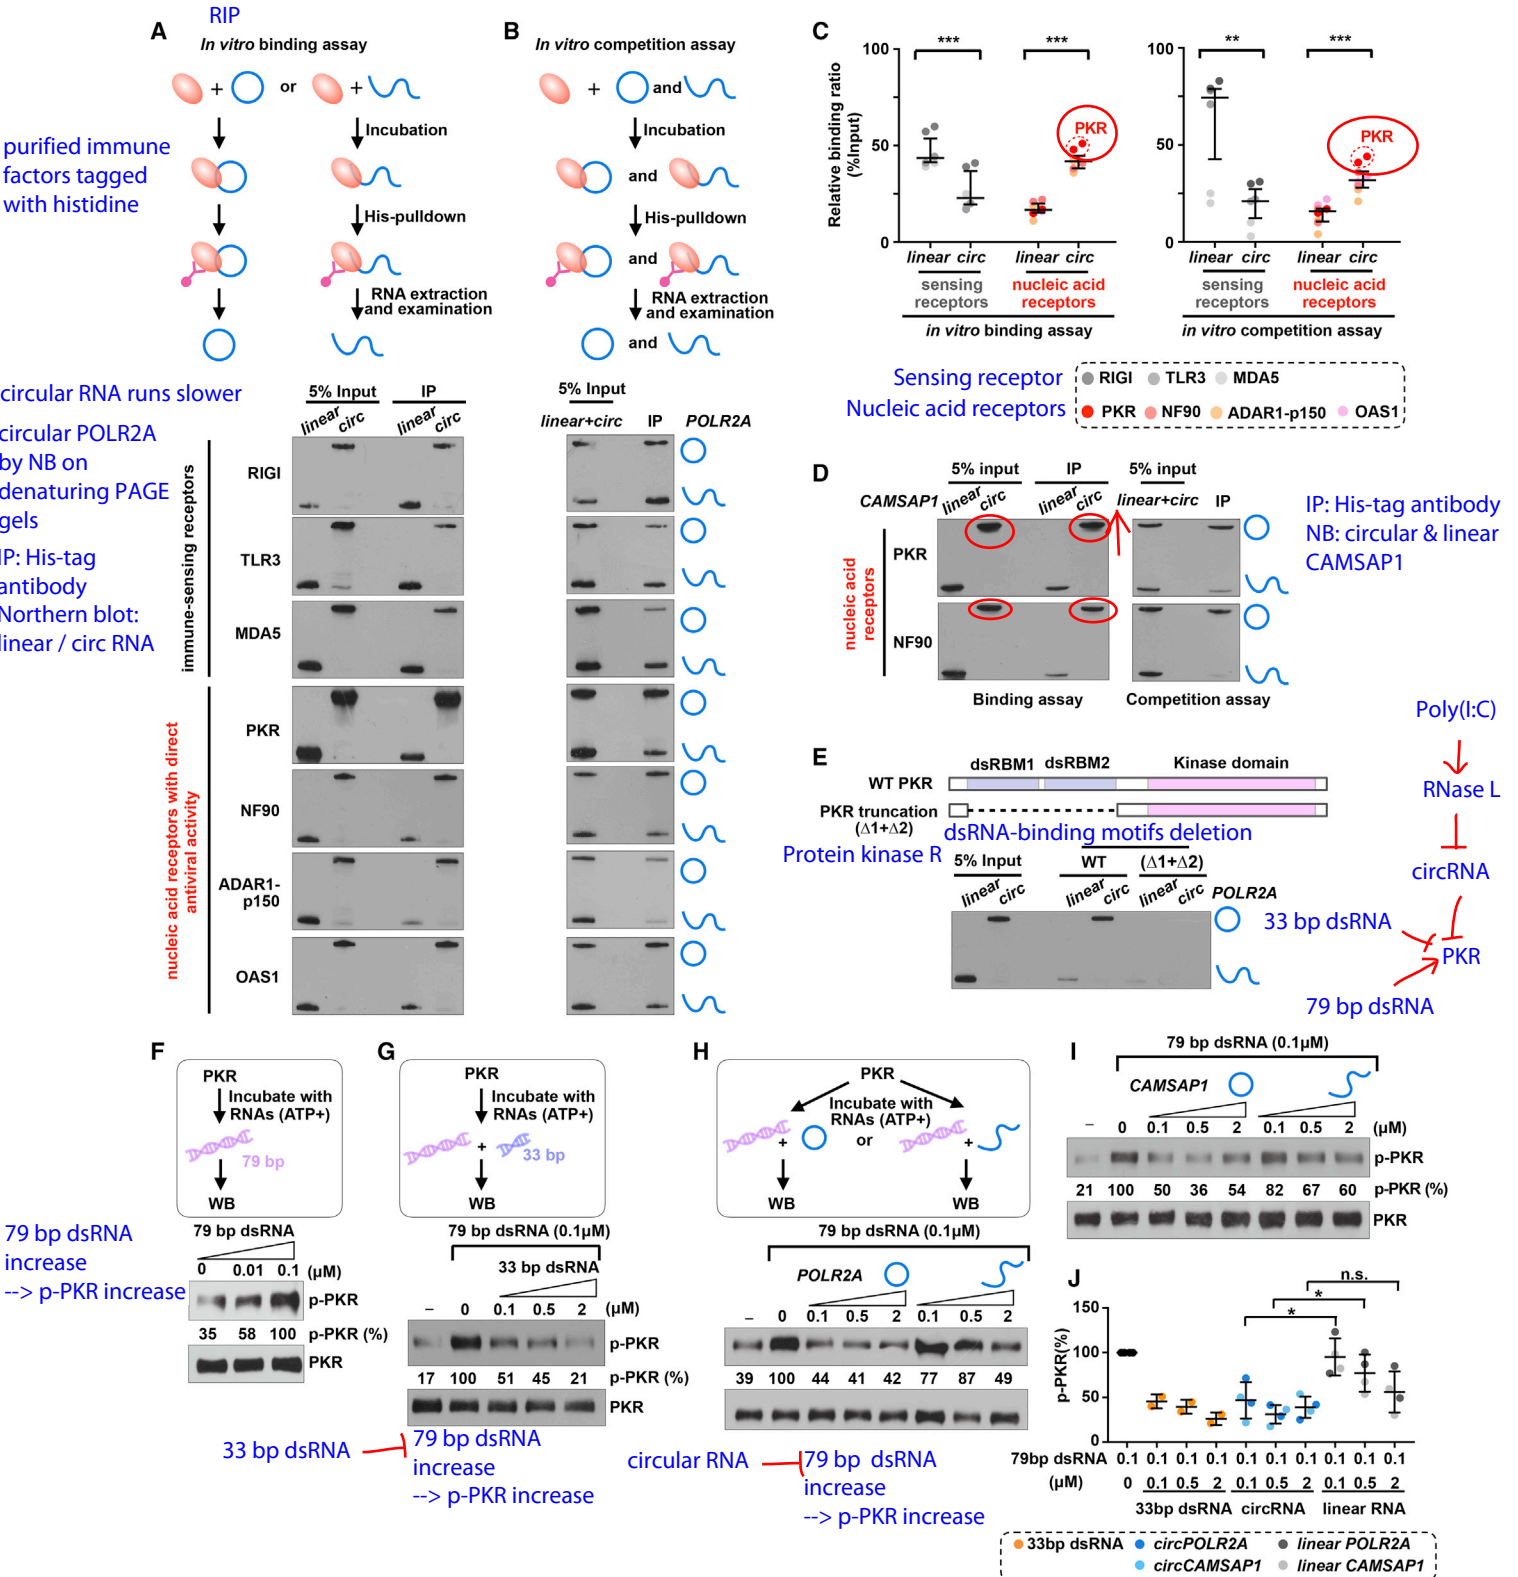 RIP
A
In vitro binding assay
+
or
+
Incubation
purified immune
factors tagged
with histidine
His-pulldown
RNA extraction
and examination
B
In vitro competition assay
+
and
Incubation
and
His-pulldown
and
RNA extraction
and examination
and
C
Relative binding ratio
(%Input)
100
50
0
***
***
PKR
linear circ
linear circ
sensing
receptors
nucleic acid
receptors
in vitro binding assay
100
50
0
**
***
PKR
linear circ
linear circ
sensing
receptors
nucleic acid
receptors
in vitro competition assay
Sensing receptor
RIGI TLR3 MDA5
Nucleic acid receptors
PKR NF90 ADAR1-p150 OAS1
circular RNA runs slower
circular POLR2A
by NB on
denaturing PAGE
gels
IP: His-tag
antibody
Northern blot:
linear / circ RNA
5% Input
IP
linear circ
linear circ
immune-sensing receptors
RIGI
TLR3
MDA5
nucleic acid receptors with direct
antiviral activity
PKR
NF90
ADAR1-
p150
OAS1
5% Input
linear+circ
IP
POLR2A
D
5% input
IP
5% input
CAMSAP1
linear circ
linear circ
linear+circ
IP
nucleic acid
receptors
PKR
NF90
Binding assay
Competition assay
IP: His-tag antibody
NB: circular & linear
CAMSAP1
E
dsRBM1
dsRBM2
Kinase domain
WT PKR
PKR truncation
(Δ1+Δ2)
dsRNA-binding motifs deletion
Protein kinase R
5% Input
WT
(Δ1+Δ2)
linear circ
linear circ
linear circ
POLR2A
Poly(I:C)
RNase L
circRNA
33 bp dsRNA
PKR
79 bp dsRNA
F
PKR
Incubate with
RNAs (ATP+)
79 bp
WB
79 bp dsRNA
increase
--> p-PKR increase
79 bp dsRNA
0 0.01 0.1 (μM)
p-PKR
35 58 100 p-PKR (%)
PKR
G
PKR
Incubate with
RNAs (ATP+)
+
33 bp
WB
79 bp dsRNA (0.1μM)
33 bp dsRNA
– 0 0.1 0.5 2 (μM)
p-PKR
17 100 51 45 21 p-PKR (%)
PKR
33 bp dsRNA
79 bp dsRNA
increase
--> p-PKR increase
H
PKR
Incubate with
RNAs (ATP+)
+
or
+
WB
WB
79 bp dsRNA (0.1μM)
POLR2A
– 0 0.1 0.5 2 0.1 0.5 2
39 100 44 41 42 77 87 49
circular RNA
79 bp dsRNA
increase
--> p-PKR increase
I
79 bp dsRNA (0.1μM)
CAMSAP1
– 0 0.1 0.5 2 0.1 0.5 2 (μM)
p-PKR
21 100 50 36 54 82 67 60 p-PKR (%)
PKR
J
p-PKR(%)
150
100
50
0
n.s.
*
*
79bp dsRNA 0.1 0.1 0.1 0.1 0.1 0.1 0.1 0.1 0.1 0.1
(μM) 0 0.1 0.5 2 0.1 0.5 2 0.1 0.5 2
33bp dsRNA circRNA linear RNA
33bp dsRNA circPOLR2A linear POLR2A
circCAMSAP1 linear CAMSAP1